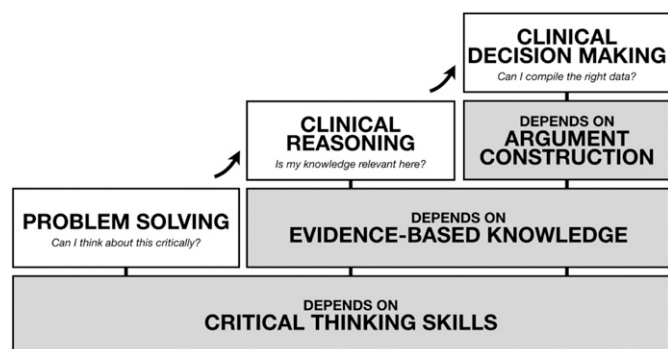 CLINICAL
DECISION MAKING
Can I compile the right data?
DEPENDS ON
ARGUMENT
CONSTRUCTION
CLINICAL
REASONING
Is my knowledge relevant here?
DEPENDS ON
EVIDENCE-BASED KNOWLEDGE
PROBLEM SOLVING
Can I think about this critically?
DEPENDS ON
CRITICAL THINKING SKILLS